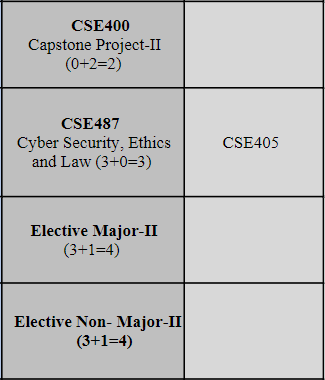 CSE400
Capstone Project-II
(0+2=2)
CSE487
Cyber Security, Ethics
and Law (3+0=3)
CSE405
Elective Major-II
(3+1=4)
Elective Non- Major-II
(3+1=4)